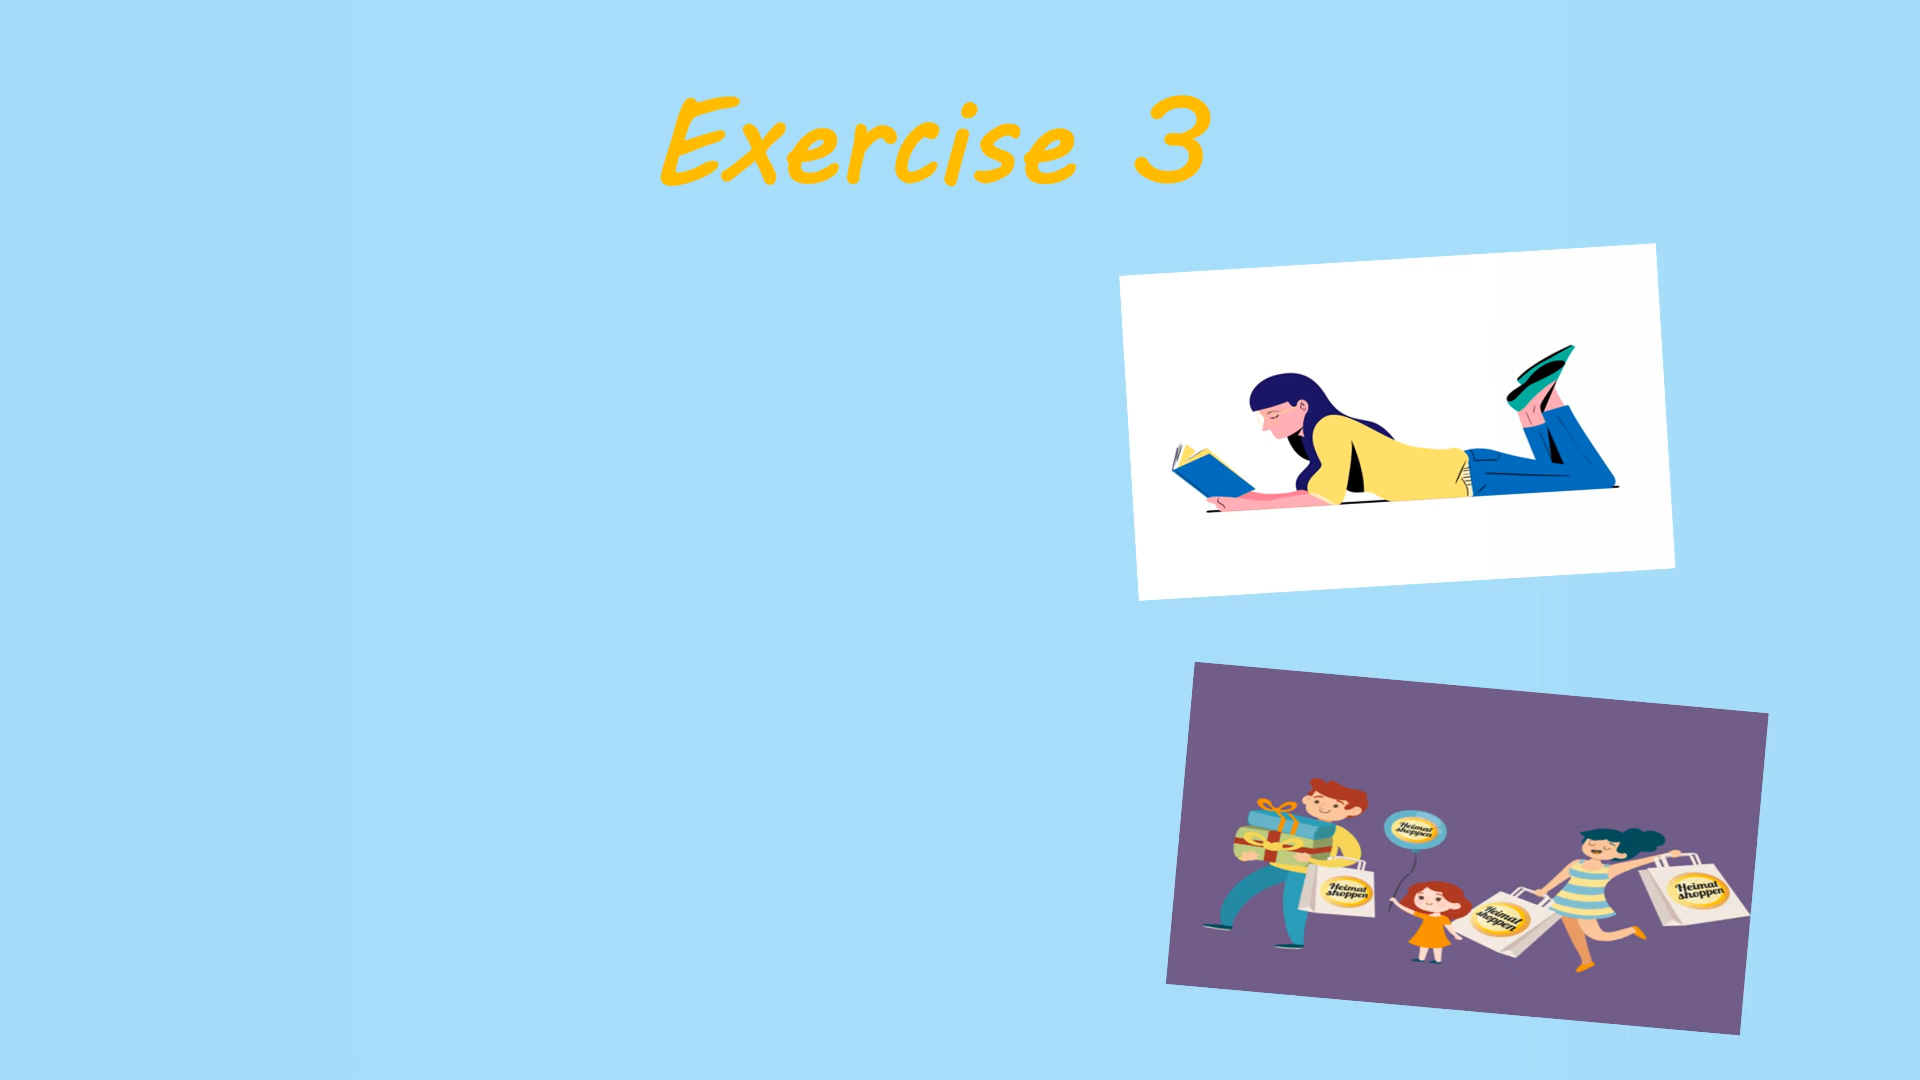 Exercise 3
Heimat
shoppen
Heimat
shoppen
Heimat
shoppen
Heimat
shoppen